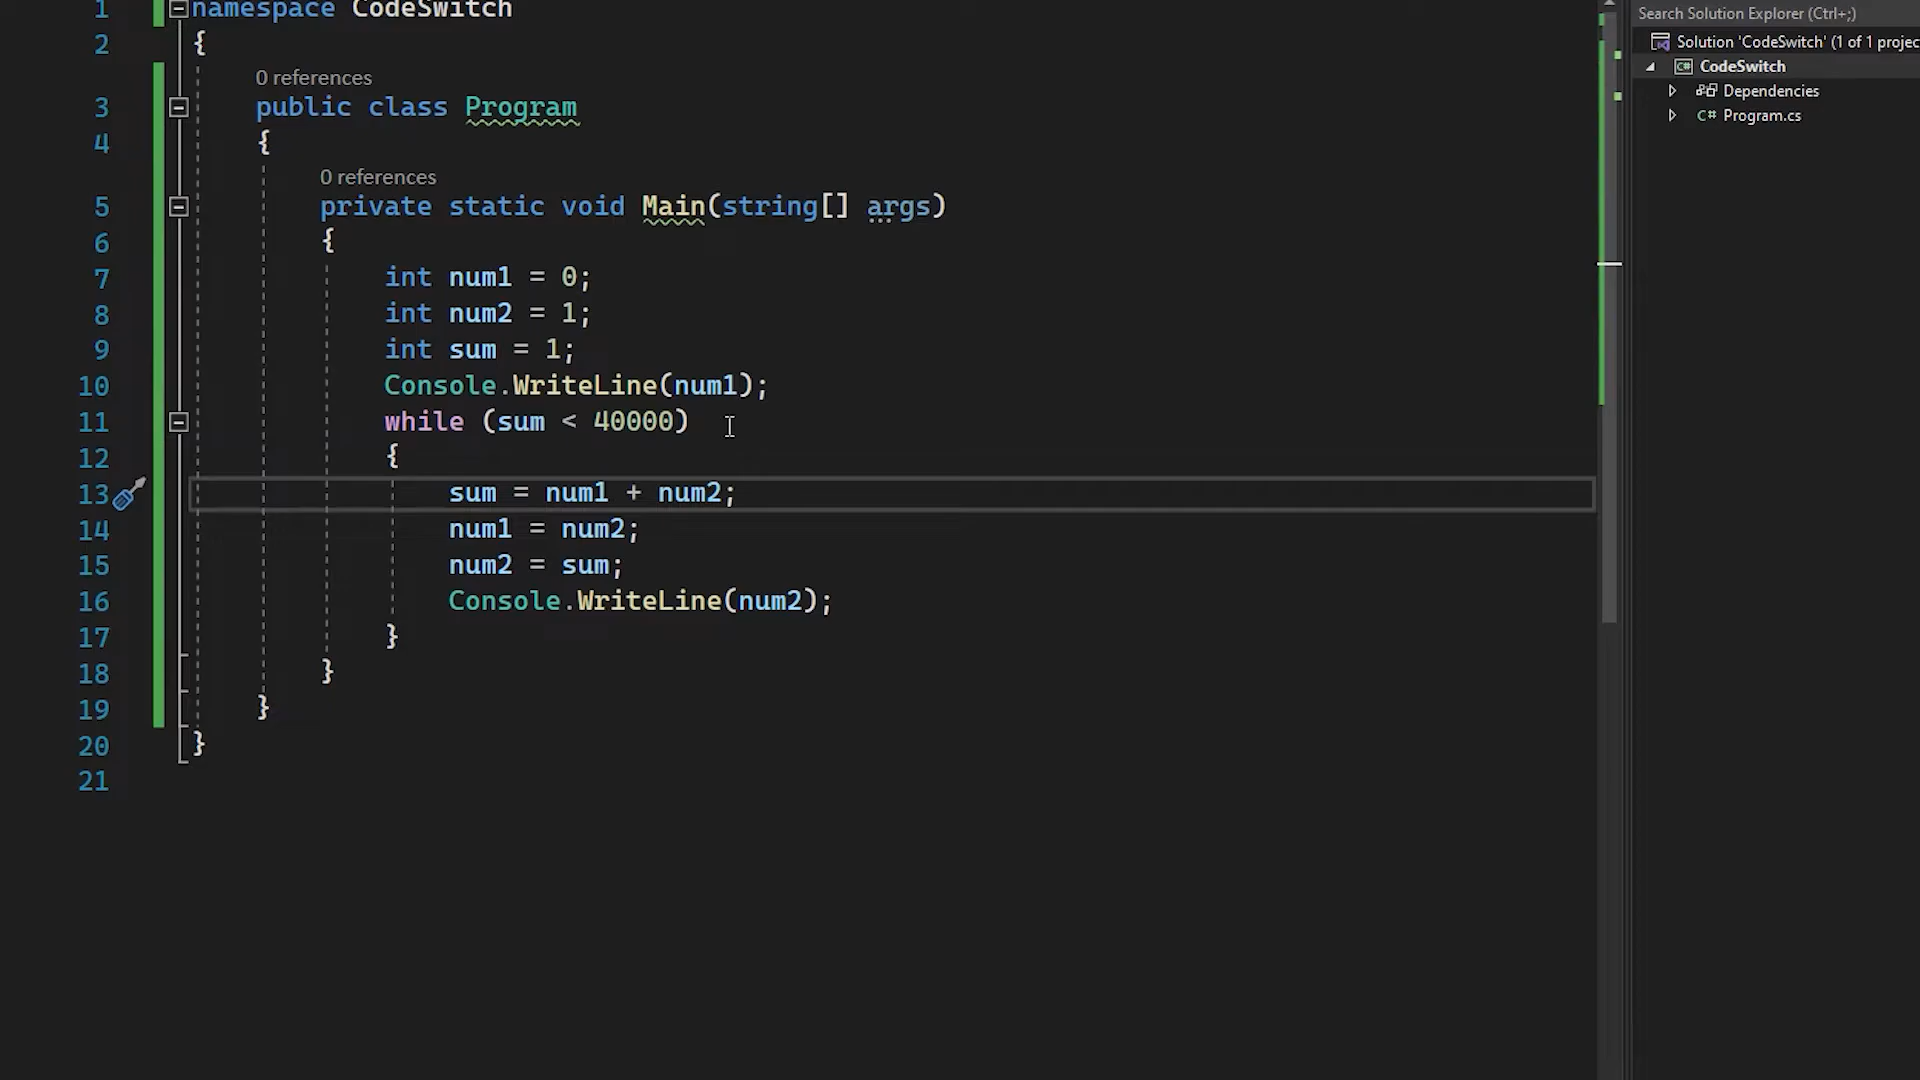 1 namespace CodeSwitch
2 {
0 references
3 public class Program
4 {
0 references
5 private static void Main(string[] args)
6 {
7 int num1 = 0;
8 int num2 = 1;
9 int sum = 1;
10 Console.WriteLine(num1);
11 while (sum < 40000)
12 {
13 sum = num1 + num2;
14 num1 = num2;
15 num2 = sum;
16 Console.WriteLine(num2);
17 }
18 }
19 }
20 }
21
Search Solution Explorer (Ctrl+;)
Solution 'CodeSwitch' (1 of 1 projec
C# CodeSwitch
Dependencies
C# Program.cs